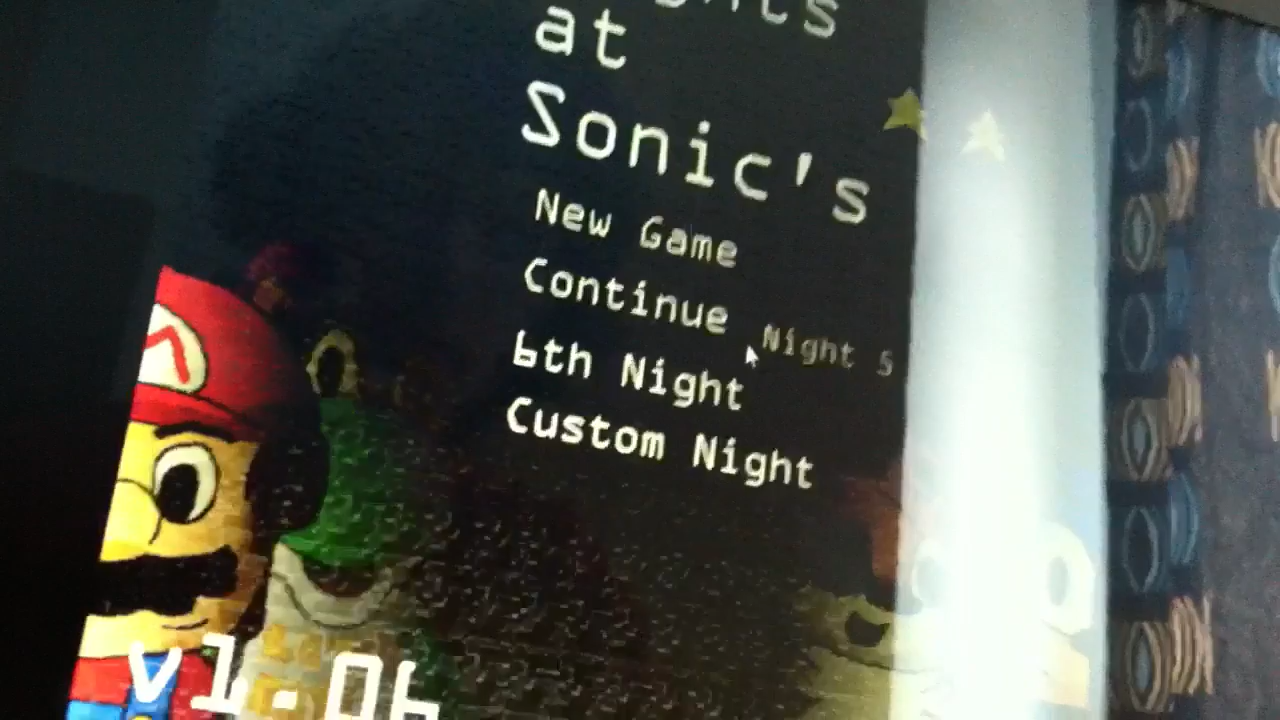 at
Sonic's
New Game
Continue Night 5
6th Night
Custom Night
v1.06